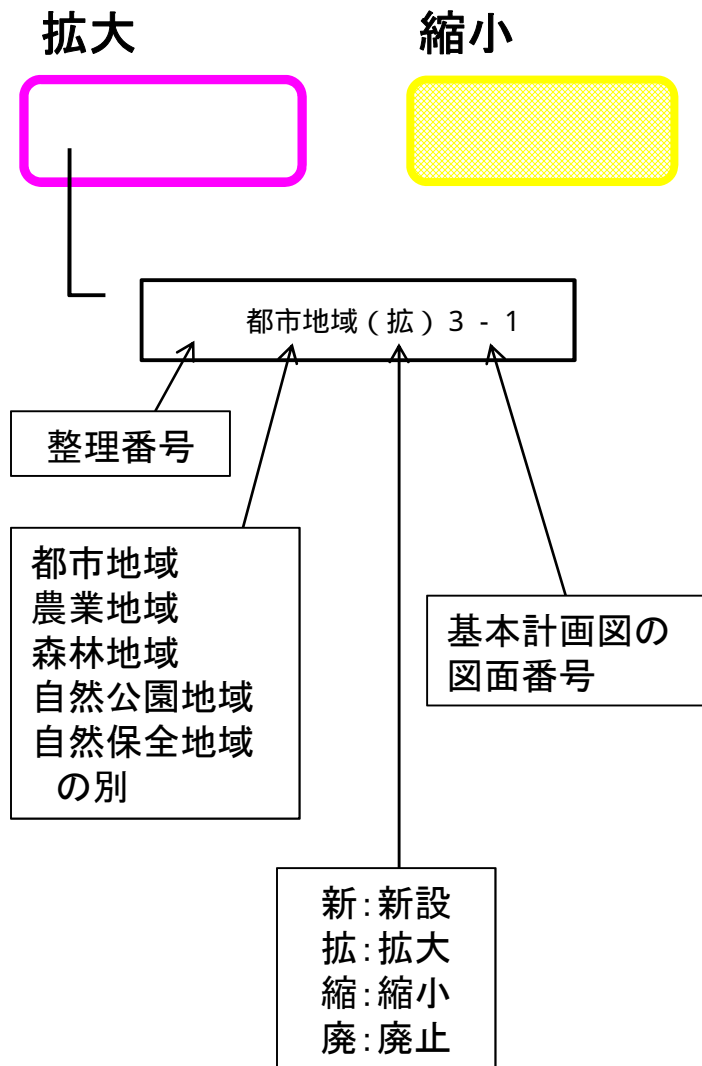 拡大
縮小
都市地域(拡)3-1
整理番号
都市地域
農業地域
森林地域
自然公園地域
自然保全地域
の別
基本計画図の
図面番号
新:新設
拡:拡大
縮:縮小
廃:廃止